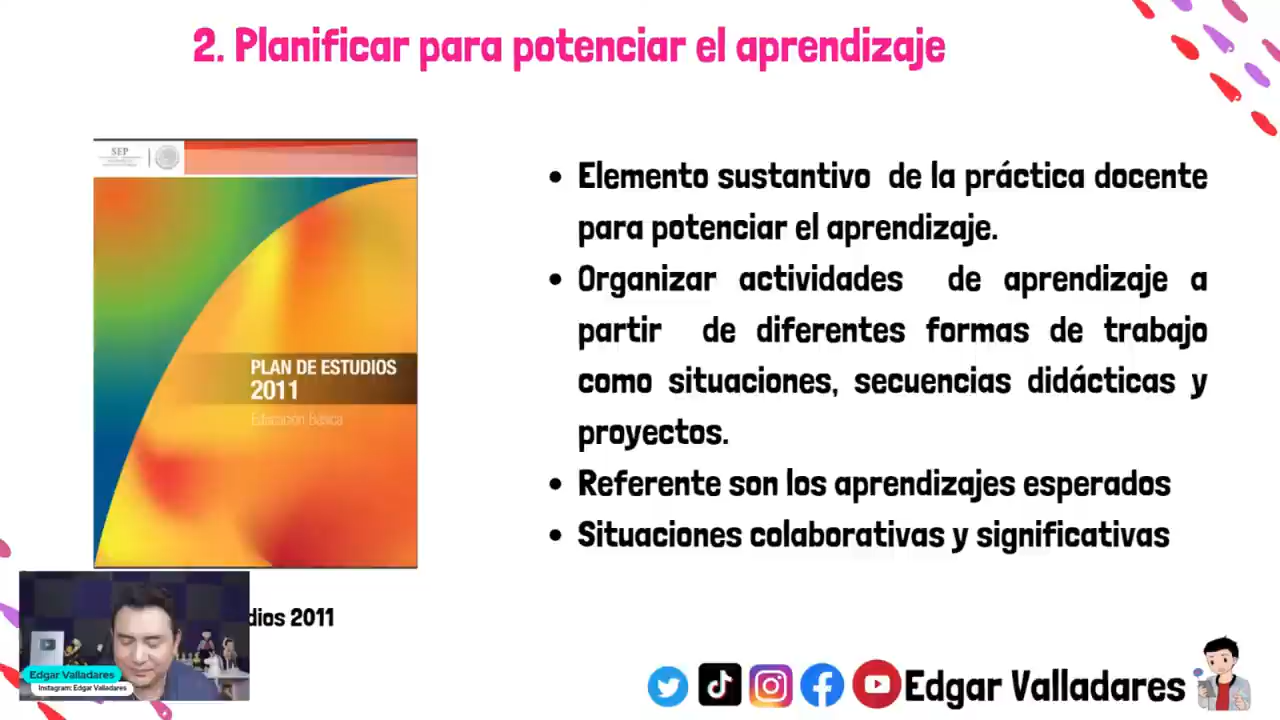 2. Planificar para potenciar el aprendizaje
SEP
PLAN DE ESTUDIOS
2011
Educación Básica
dios 2011
• Elemento sustantivo de la práctica docente
para potenciar el aprendizaje.
• Organizar actividades de aprendizaje a
partir de diferentes formas de trabajo
como situaciones, secuencias didácticas y
proyectos.
• Referente son los aprendizajes esperados
• Situaciones colaborativas y significativas
Edgar Valladares
Instagram: Edgar Valladares
Edgar Valladares